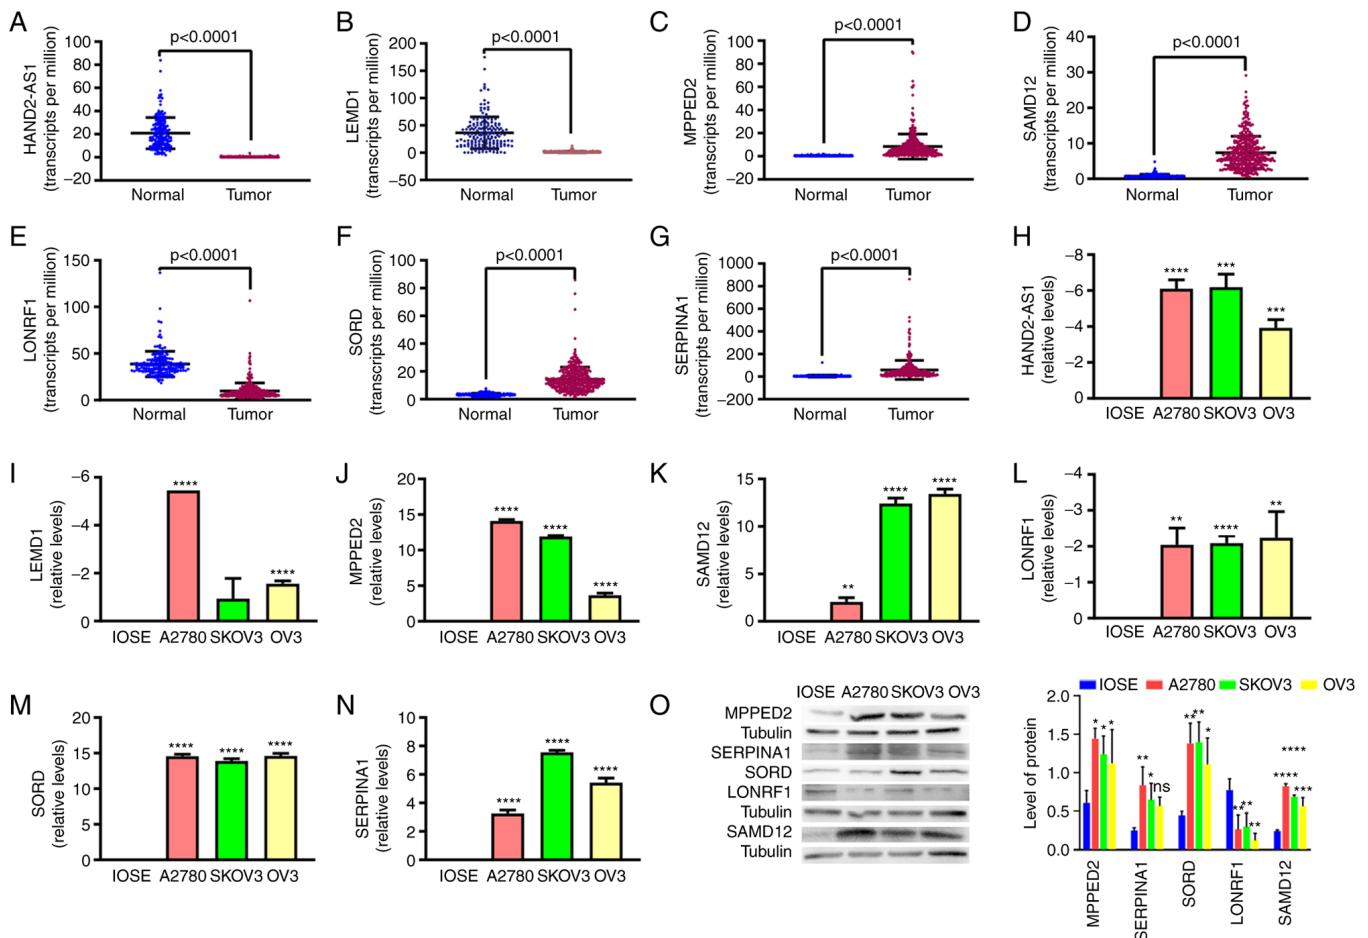 A
HAND2-AS1
(transcripts per million)
100
80
60
40
20
0
−20
p<0.0001
Normal Tumor
B
LEMD1
(transcripts per million)
200
150
100
50
0
−50
p<0.0001
Normal Tumor
C
MPPED2
(transcripts per million)
100
80
60
40
20
0
−20
p<0.0001
Normal Tumor
D
SAMD12
(transcripts per million)
40
30
20
10
0
p<0.0001
Normal Tumor
E
LONRF1
(transcripts per million)
150
100
50
0
p<0.0001
Normal Tumor
F
SORD
(transcripts per million)
100
80
60
40
20
0
p<0.0001
Normal Tumor
G
SERPINA1
(transcripts per million)
1000
800
600
400
200
0
−200
p<0.0001
Normal Tumor
H
HAND2-AS1
(relative levels)
−8
−6
−4
−2
0
**** *** ***
IOSE A2780 SKOV3 OV3
I
LEMD1
(relative levels)
−6
−4
−2
0
**** ****
IOSE A2780 SKOV3 OV3
J
MPPED2
(relative levels)
20
15
10
5
0
**** **** ****
IOSE A2780 SKOV3 OV3
K
SAMD12
(relative levels)
15
10
5
0
** **** ****
IOSE A2780 SKOV3 OV3
L
LONRF1
(relative levels)
−4
−3
−2
−1
0
** **** **
IOSE A2780 SKOV3 OV3
M
SORD
(relative levels)
20
15
10
5
0
**** **** ****
IOSE A2780 SKOV3 OV3
N
SERPINA1
(relative levels)
10
8
6
4
2
0
**** **** ****
IOSE A2780 SKOV3 OV3
O
IOSE A2780 SKOV3 OV3
MPPED2
Tubulin
SERPINA1
SORD
LONRF1
Tubulin
SAMD12
Tubulin
IOSE A2780 SKOV3 OV3
Level of protein
2.0
1.5
1.0
0.5
0.0
* * *
** * ns
** ** *
** ** **
**** **** ***
MPPED2
SERPINA1
SORD
LONRF1
SAMD12